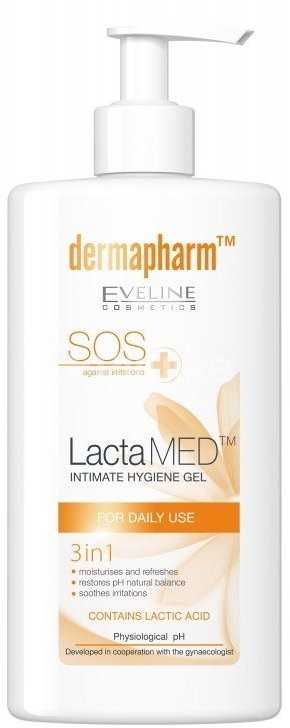 dermapharm™
EVELINE
COSMETICS
SOS
against irritations
LactaMED™
INTIMATE HYGIENE GEL
FOR DAILY USE
3in1
• moisturises and refreshes
• restores pH natural balance
• soothes irritations
CONTAINS LACTIC ACID
Physiological pH
Developed in cooperation with the gynaecologist